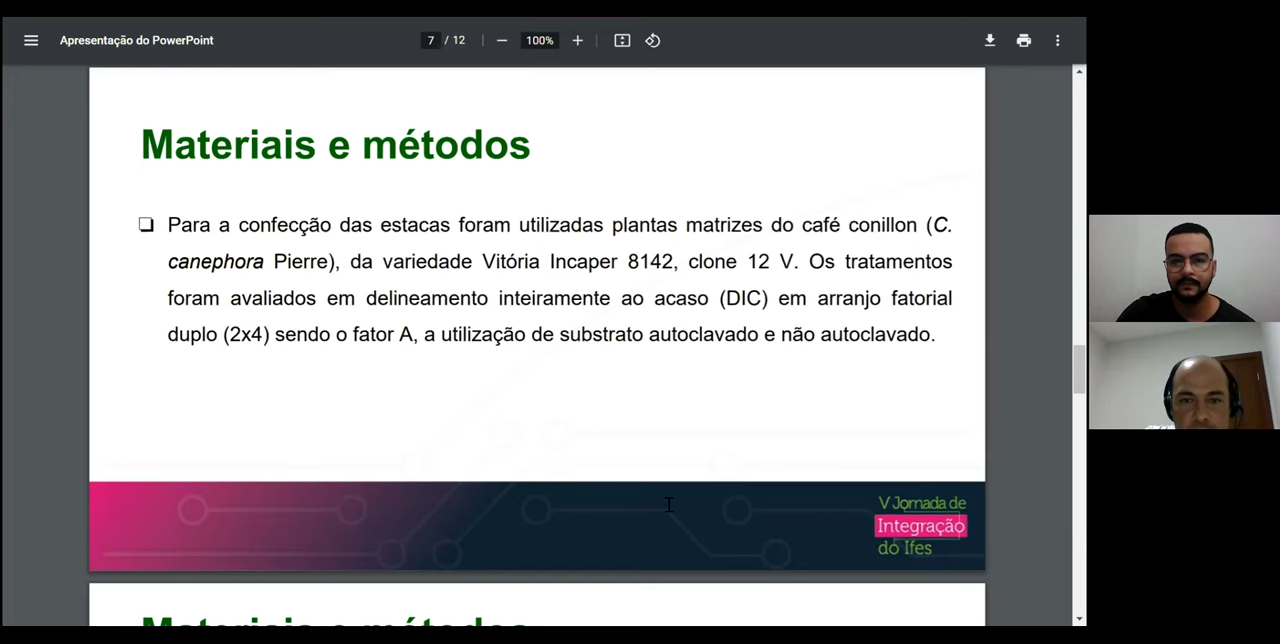 Apresentação do PowerPoint
7 / 12
100%
Materiais e métodos
Para a confecção das estacas foram utilizadas plantas matrizes do café conillon (C.
canephora Pierre), da variedade Vitória Incaper 8142, clone 12 V. Os tratamentos
foram avaliados em delineamento inteiramente ao acaso (DIC) em arranjo fatorial
duplo (2x4) sendo o fator A, a utilização de substrato autoclavado e não autoclavado.
V Jornada de
Integração
do Ifes
Materiais e métodos